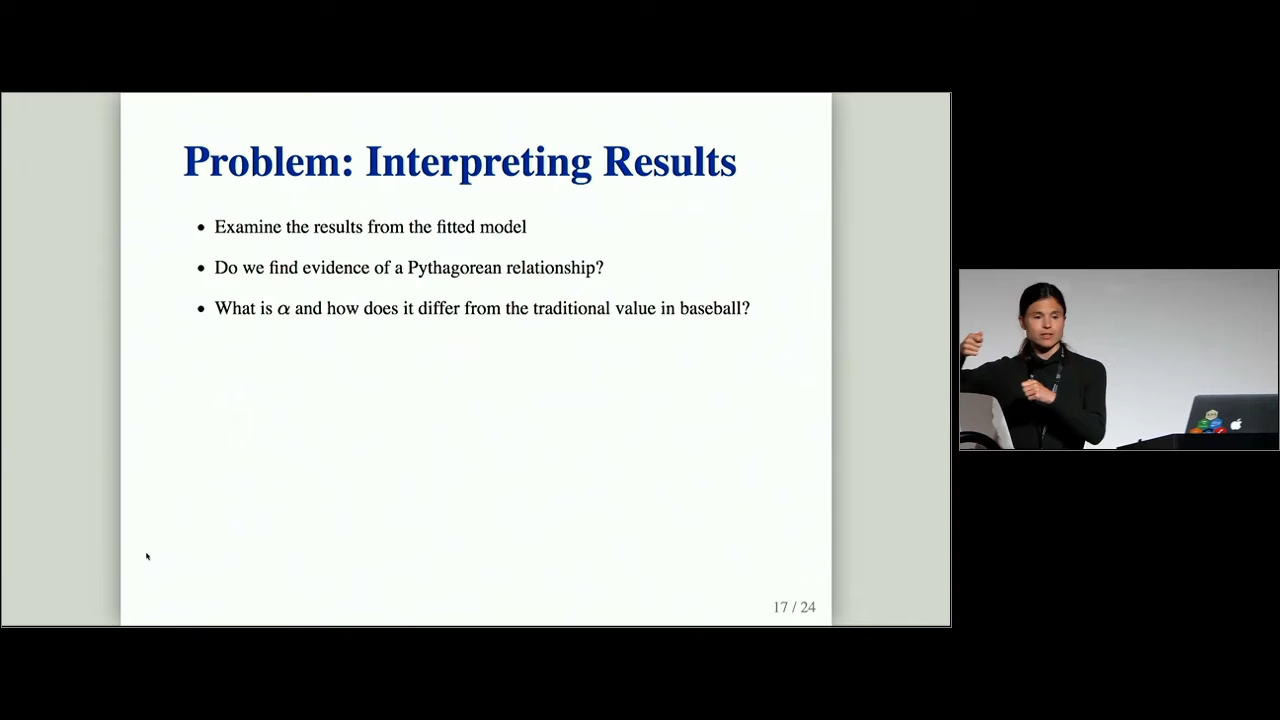 Problem: Interpreting Results
• Examine the results from the fitted model
• Do we find evidence of a Pythagorean relationship?
• What is α and how does it differ from the traditional value in baseball?
17 / 24